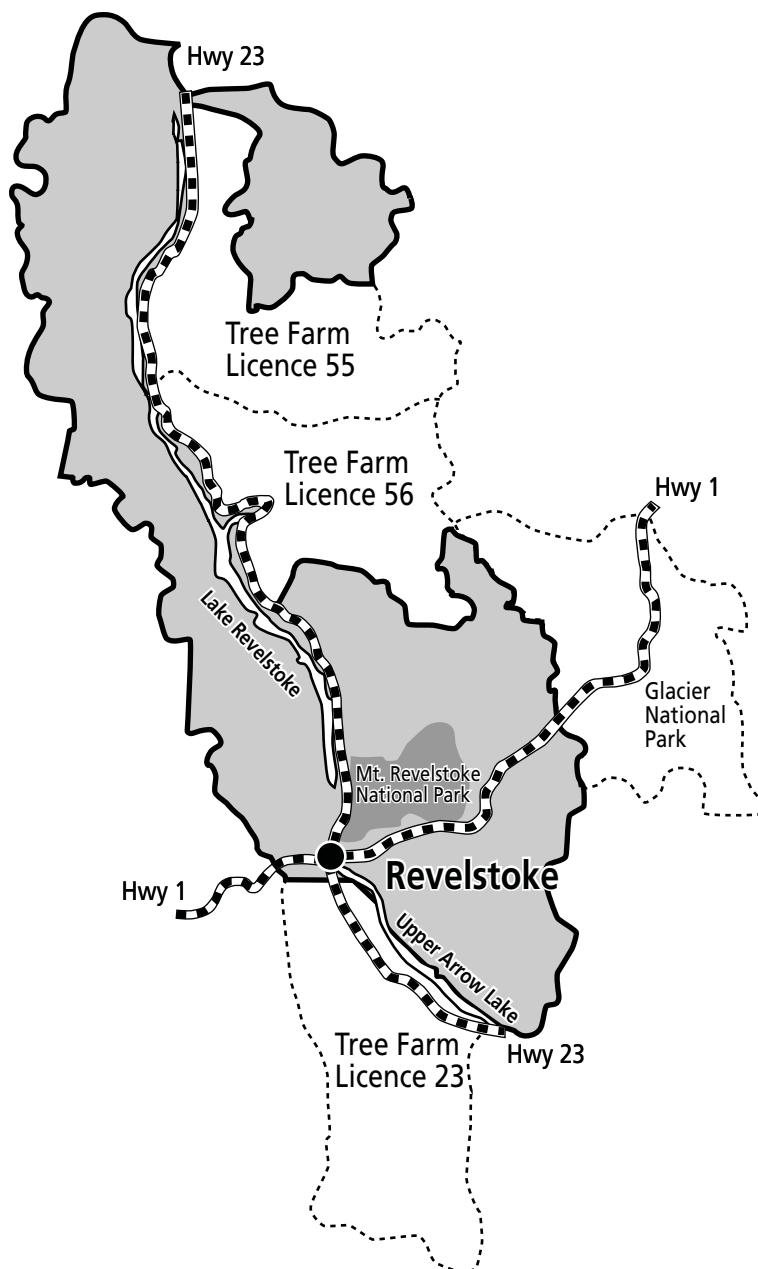 Hwy 23
Tree Farm
Licence 55
Tree Farm
Licence 56
Hwy 1
Lake Revelstoke
Glacier
National
Park
Mt. Revelstoke
National Park
Revelstoke
Hwy 1
Upper Arrow Lake
Tree Farm
Licence 23
Hwy 23